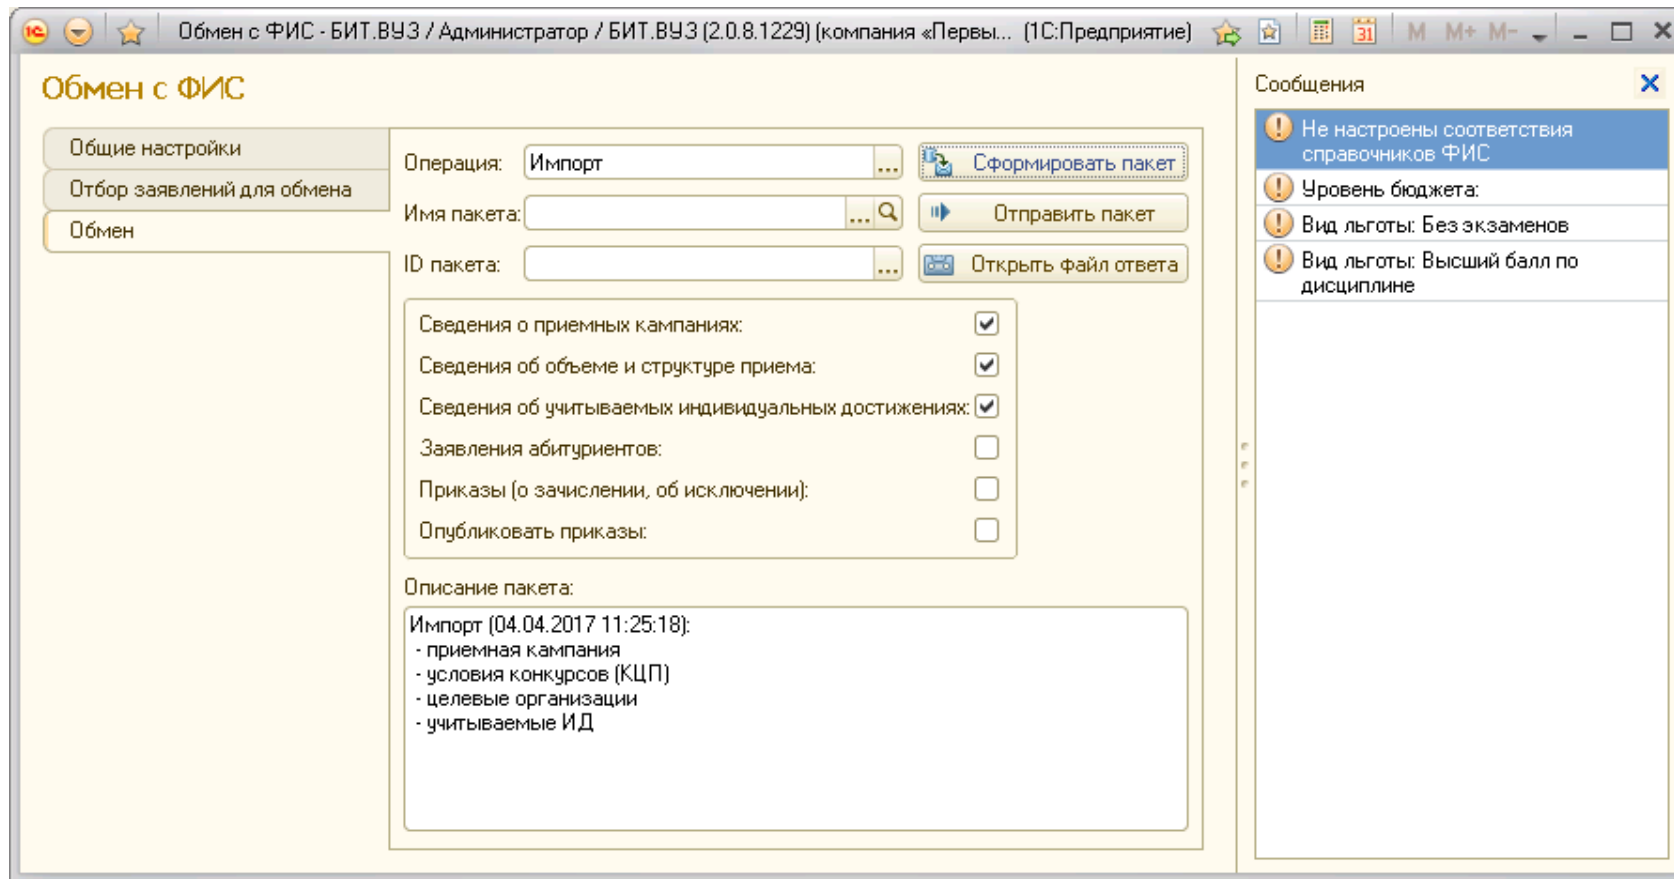 Обмен с ФИС - БИТ.ВУЗ / Администратор / БИТ.ВУЗ (2.0.8.1229) (компания «Первы... (1С:Предприятие)
31 M M+ M-
Обмен с ФИС
Общие настройки
Отбор заявлений для обмена
Обмен
Операция: Импорт ... Сформировать пакет
Имя пакета: ... Отправить пакет
ID пакета: ... Открыть файл ответа
Сведения о приемных кампаниях:
Сведения об объеме и структуре приема:
Сведения об учитываемых индивидуальных достижениях:
Заявления абитуриентов:
Приказы (о зачислении, об исключении):
Опубликовать приказы:
Описание пакета:
Импорт (04.04.2017 11:25:18):
- приемная кампания
- условия конкурсов (КЦП)
- целевые организации
- учитываемые ИД
Сообщения
Не настроены соответствия
справочников ФИС
Уровень бюджета:
Вид льготы: Без экзаменов
Вид льготы: Высший балл по
дисциплине